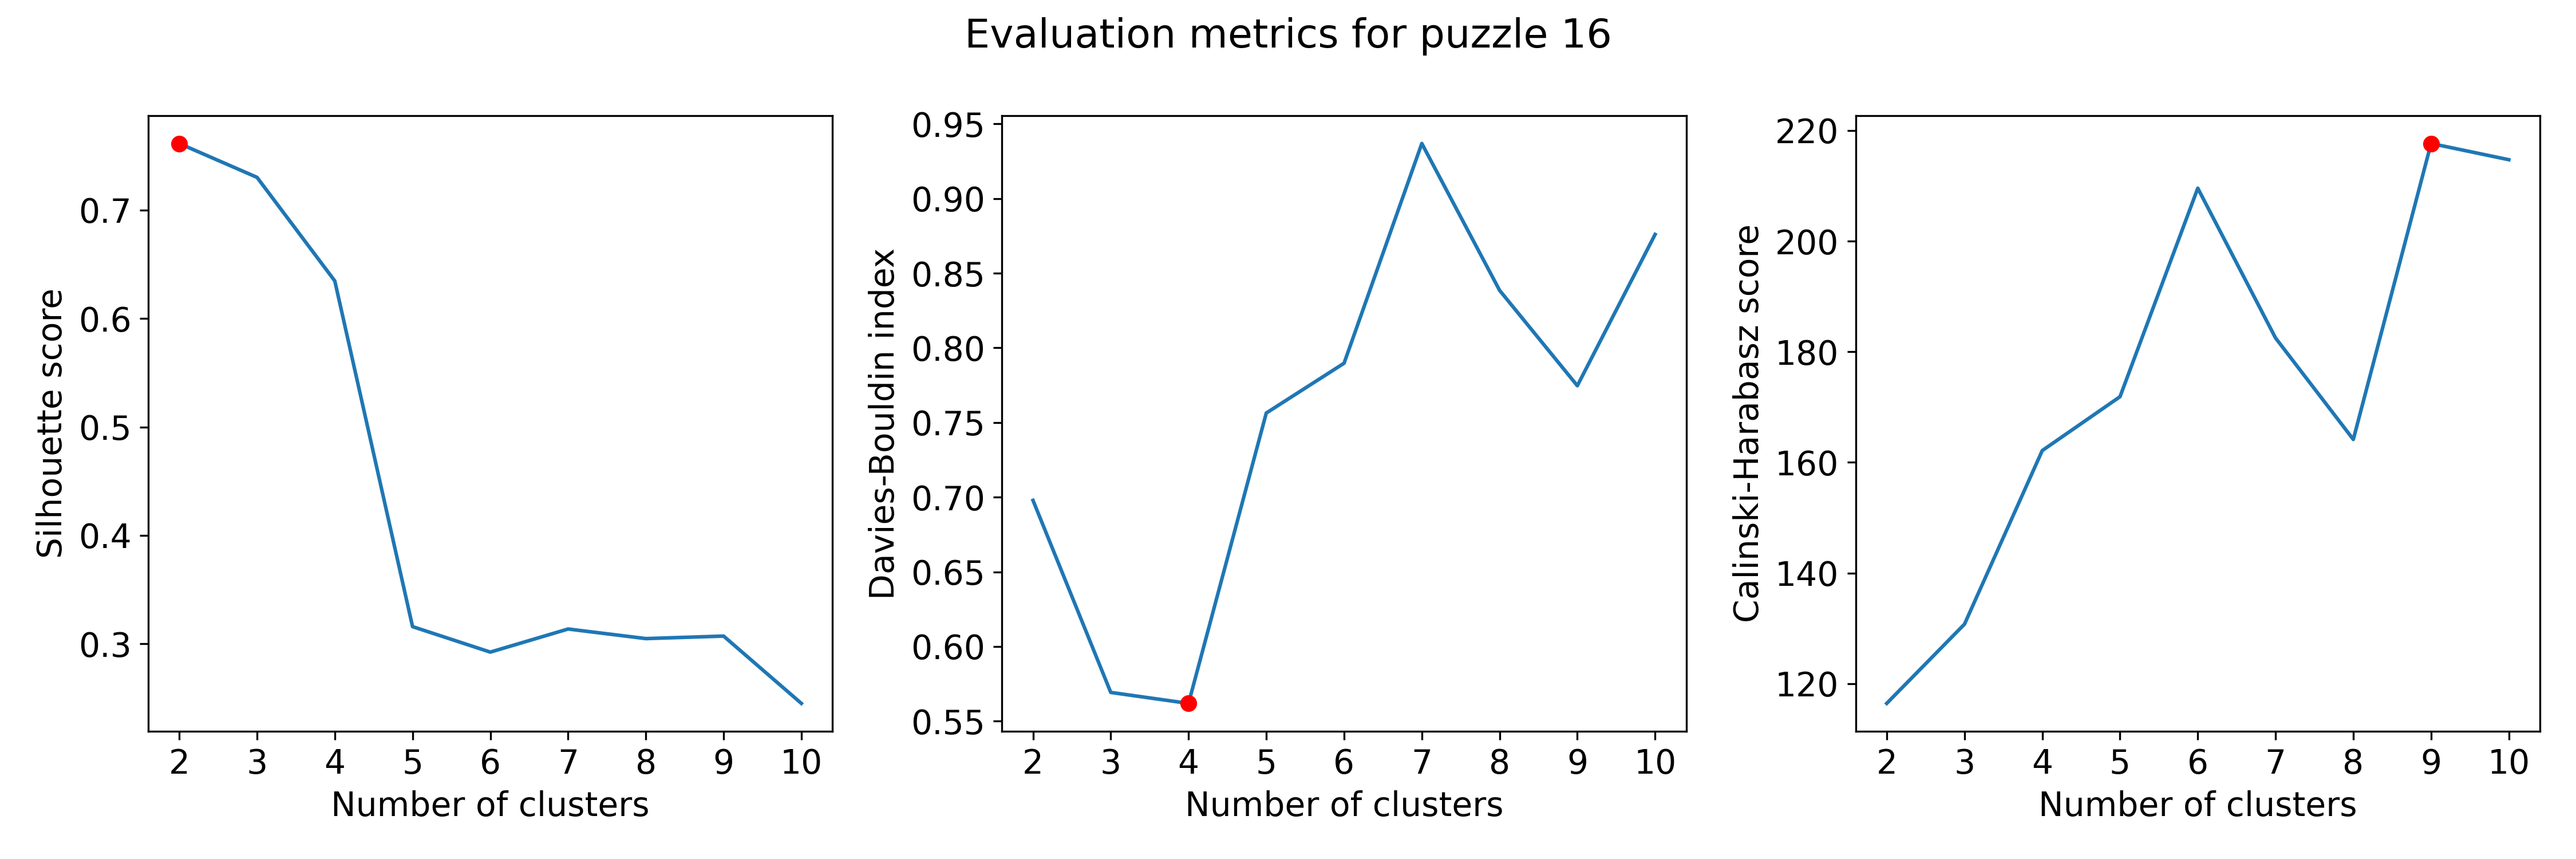 Evaluation metrics for puzzle 16
Silhouette score
0.7
0.6
0.5
0.4
0.3
2 3 4 5 6 7 8 9 10
Number of clusters
Davies-Bouldin index
0.95
0.90
0.85
0.80
0.75
0.70
0.65
0.60
0.55
2 3 4 5 6 7 8 9 10
Number of clusters
Calinski-Harabasz score
220
200
180
160
140
120
2 3 4 5 6 7 8 9 10
Number of clusters